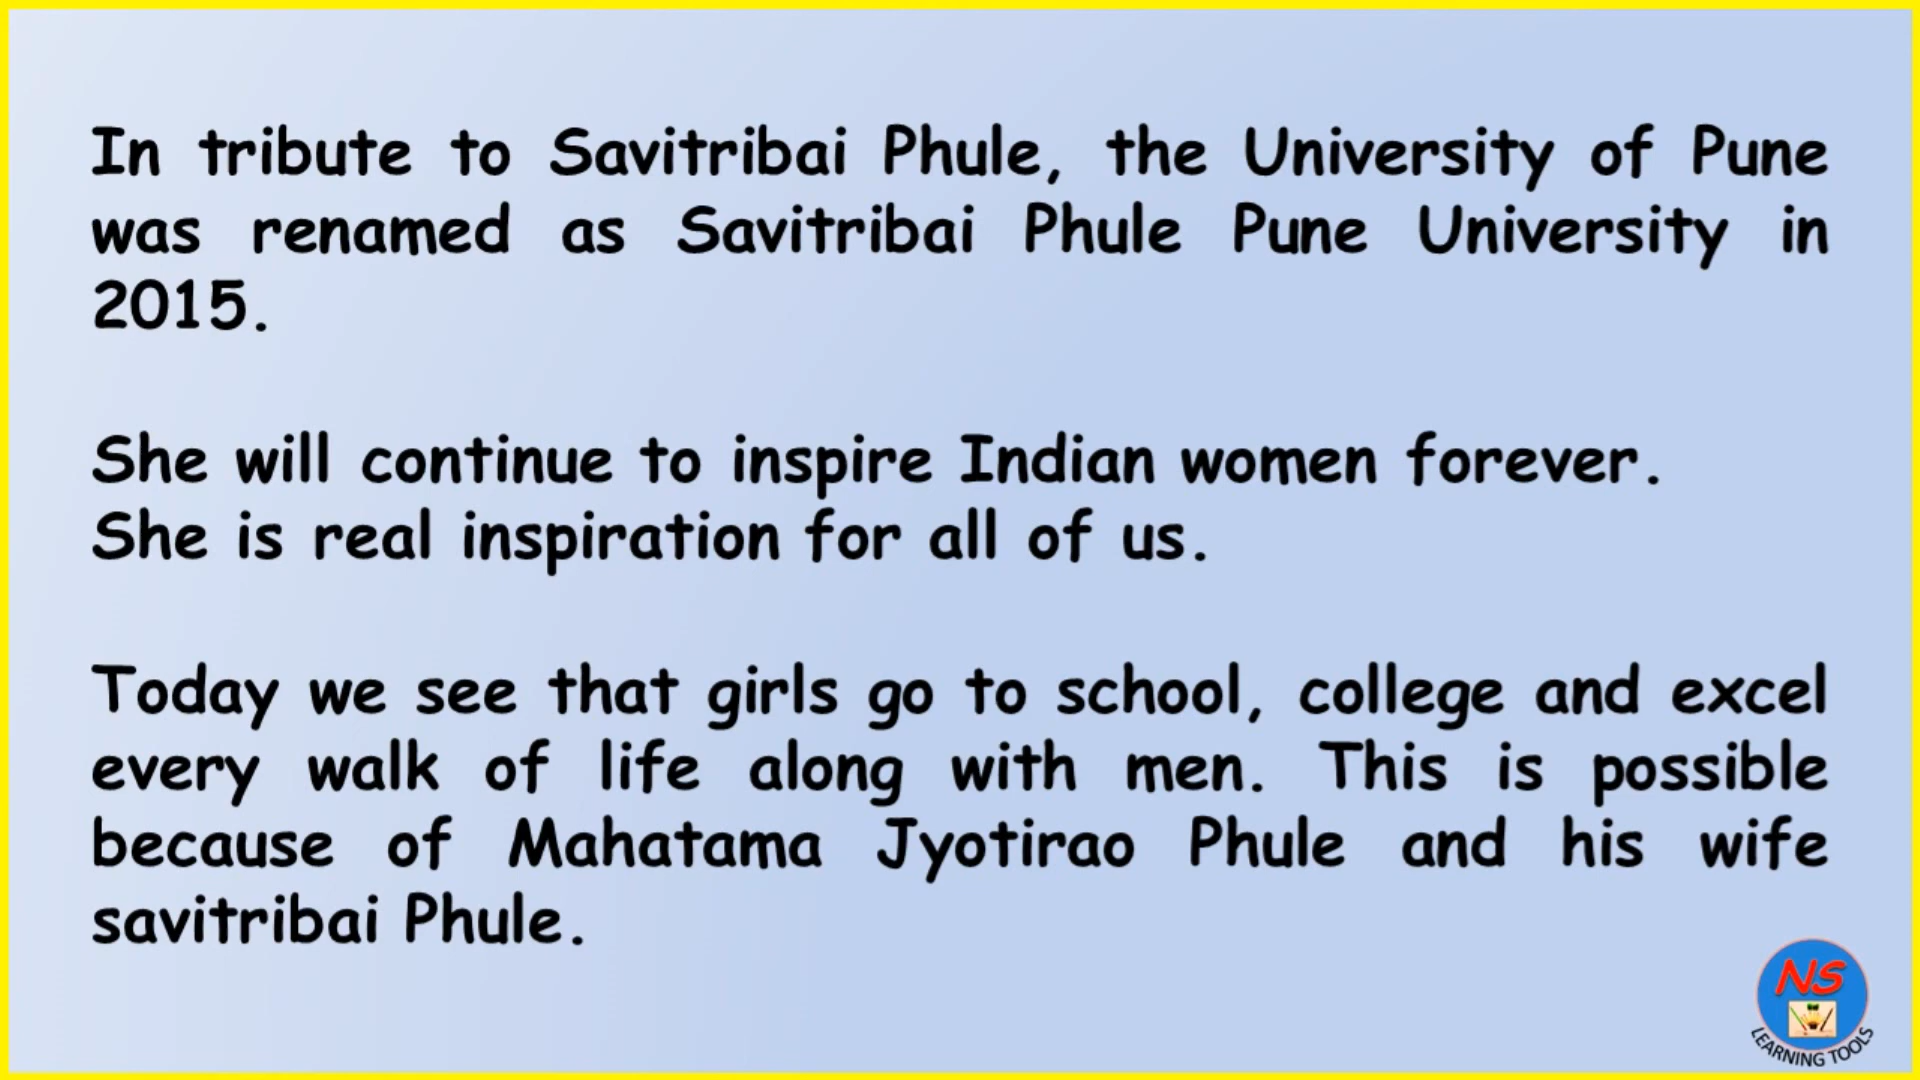 In tribute to Savitribai Phule, the University of Pune
was renamed as Savitribai Phule Pune University in
2015.
She will continue to inspire Indian women forever.
She is real inspiration for all of us.
Today we see that girls go to school, college and excel
every walk of life along with men. This is possible
because of Mahatama Jyotirao Phule and his wife
savitribai Phule.
NS
LEARNING TOOLS